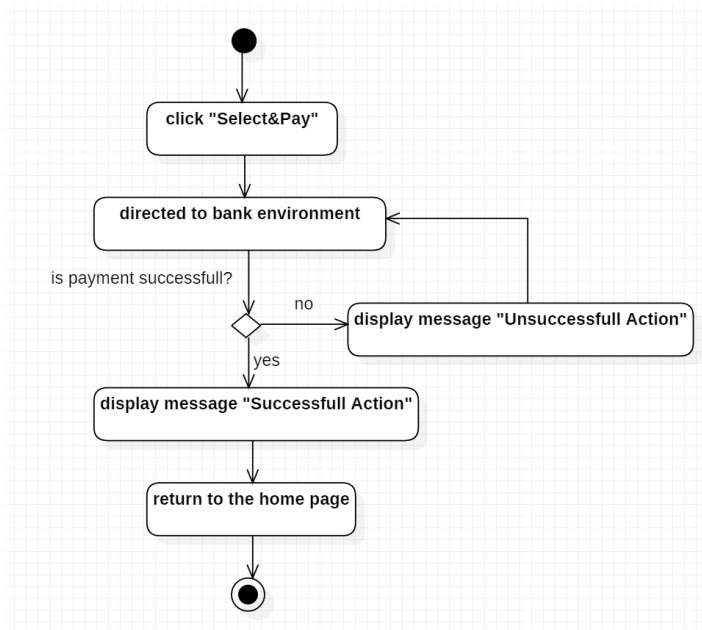 click "Select&Pay"
directed to bank environment
is payment successfull?
no
display message "Unsuccessfull Action"
yes
display message "Successfull Action"
return to the home page